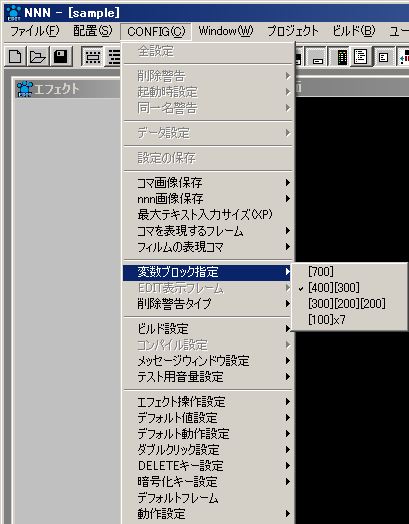 NNN - [sample]
ファイル(F) 配置(S) CONFIG(C) Window(W) プロジェクト ビルド(B) ユー
全設定
エフェクト
削除警告
起動時設定
同一名警告
データ設定
設定の保存
コマ画像保存
nnn画像保存
最大テキスト入力サイズ(XP)
コマを表現するフレーム
フィルムの表現コマ
変数ブロック指定
[700]
EDIT表示フレーム
✓ [400][300]
削除警告タイプ
[300][200][200]
[100]x7
ビルド設定
コンパイル設定
メッセージウィンドウ設定
テスト用音量設定
エフェクト操作設定
デフォルト値設定
デフォルト動作設定
ダブルクリック設定
DELETEキー設定
暗号化キー設定
デフォルトフレーム
動作設定